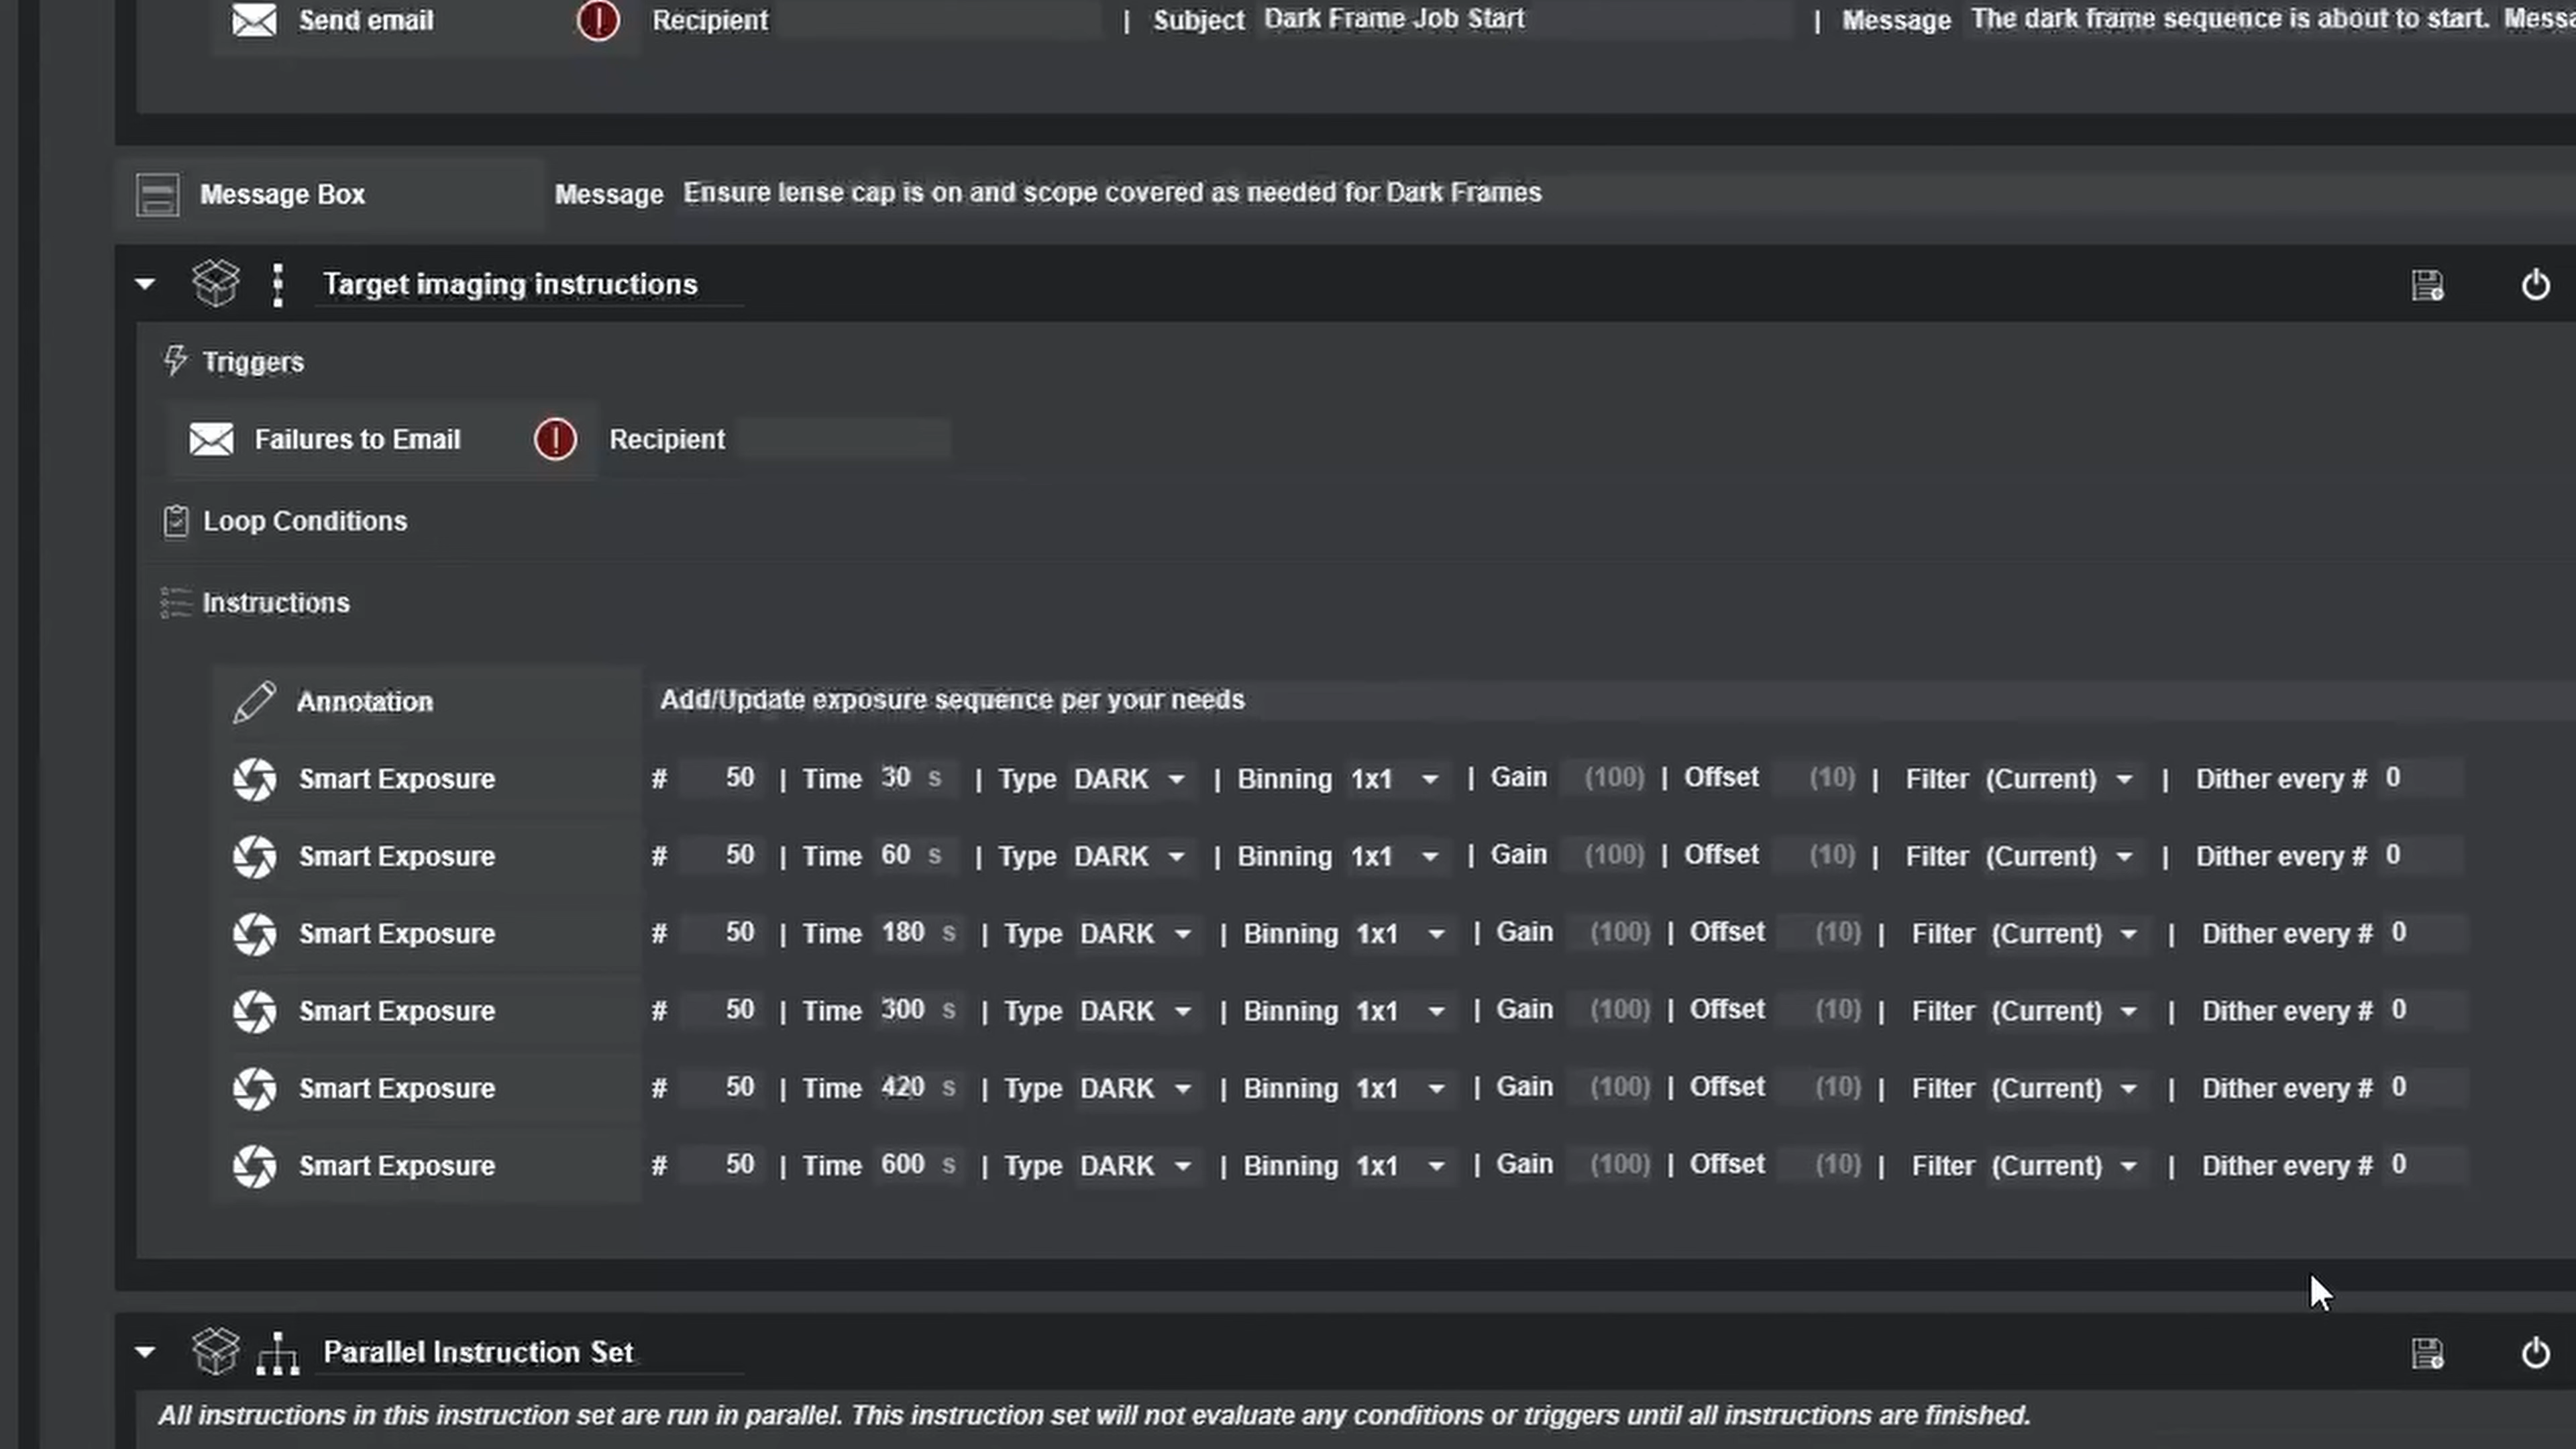 Send email Recipient | Subject Dark Frame Job Start | Message The dark frame sequence is about to start. Messa
Message Box Message Ensure lense cap is on and scope covered as needed for Dark Frames
Target imaging instructions
Triggers
Failures to Email Recipient
Loop Conditions
Instructions
Annotation Add/Update exposure sequence per your needs
Smart Exposure # 50 | Time 30 s | Type DARK | Binning 1x1 | Gain (100) | Offset (10) | Filter (Current) | Dither every # 0
Smart Exposure # 50 | Time 60 s | Type DARK | Binning 1x1 | Gain (100) | Offset (10) | Filter (Current) | Dither every # 0
Smart Exposure # 50 | Time 180 s | Type DARK | Binning 1x1 | Gain (100) | Offset (10) | Filter (Current) | Dither every # 0
Smart Exposure # 50 | Time 300 s | Type DARK | Binning 1x1 | Gain (100) | Offset (10) | Filter (Current) | Dither every # 0
Smart Exposure # 50 | Time 420 s | Type DARK | Binning 1x1 | Gain (100) | Offset (10) | Filter (Current) | Dither every # 0
Smart Exposure # 50 | Time 600 s | Type DARK | Binning 1x1 | Gain (100) | Offset (10) | Filter (Current) | Dither every # 0
Parallel Instruction Set
All instructions in this instruction set are run in parallel. This instruction set will not evaluate any conditions or triggers until all instructions are finished.